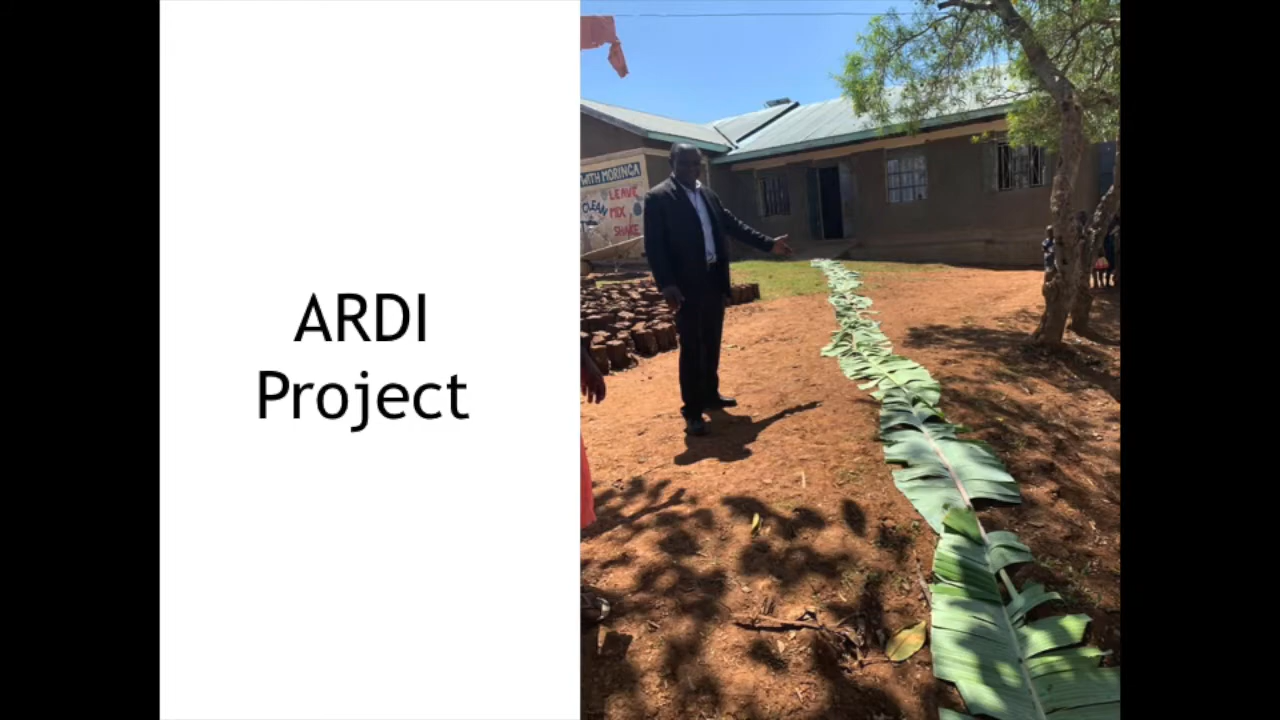 ARDI
Project
WITH MORINGA
LEAVE
CLEAN MIX
SHAKE